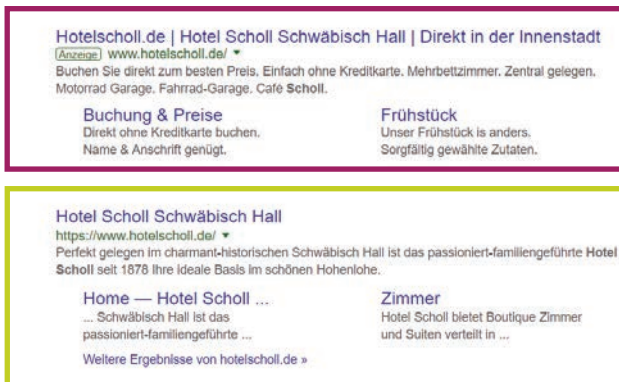 Hotelscholl.de | Hotel Scholl Schwäbisch Hall | Direkt in der Innenstadt
Anzeige www.hotelscholl.de/
Buchen Sie direkt zum besten Preis. Einfach ohne Kreditkarte. Mehrbettzimmer. Zentral gelegen.
Motorrad Garage. Fahrrad-Garage. Café Scholl.
Buchung & Preise
Direkt ohne Kreditkarte buchen.
Name & Anschrift genügt.
Frühstück
Unser Frühstück is anders.
Sorgfältig gewählte Zutaten.
Hotel Scholl Schwäbisch Hall
https://www.hotelscholl.de/
Perfekt gelegen im charmant-historischen Schwäbisch Hall ist das passioniert-familiengeführte Hotel
Scholl seit 1878 Ihre ideale Basis im schönen Hohenlohe.
Home — Hotel Scholl ...
... Schwäbisch Hall ist das
passioniert-familiengeführte ...
Zimmer
Hotel Scholl bietet Boutique Zimmer
und Suiten verteilt in ...
Weitere Ergebnisse von hotelscholl.de »